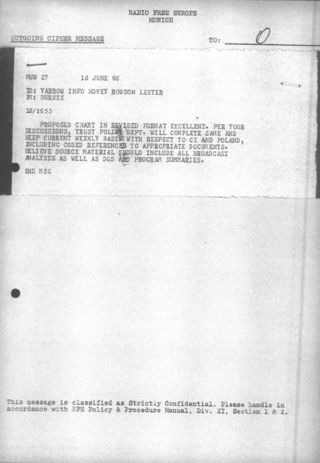 RADIO FREE EUROPE
MUNICH
OUTGOING CIPHER MESSAGE TO: O
MUN 27 10 JUNE 68
TO: YARROW INFO HOVEY ROWSON LESTER
FM: DURKEE
PROPOSED CHART IN REVISED FORMAT EXCELLENT. PER YOUR
DISCUSSIONS, TRUST POLICY DEPT. WILL COMPLETE SAME AND
KEEP CURRENT WEEKLY BASIS WITH RESPECT TO CZ AND POLAND,
INCLUDING CODED REFERENCES TO APPROPRIATE DOCUMENTS.
BELIEVE SOURCE MATERIAL SHOULD INCLUDE ALL BROADCAST
ANALYSES AS WELL AS DGS AND PROGRAM SUMMARIES.
END MSG
This message is classified as Strictly Confidential. Please handle in
accordance with RFE Policy & Procedure Manual, Div. XI, Section 1 & 2.